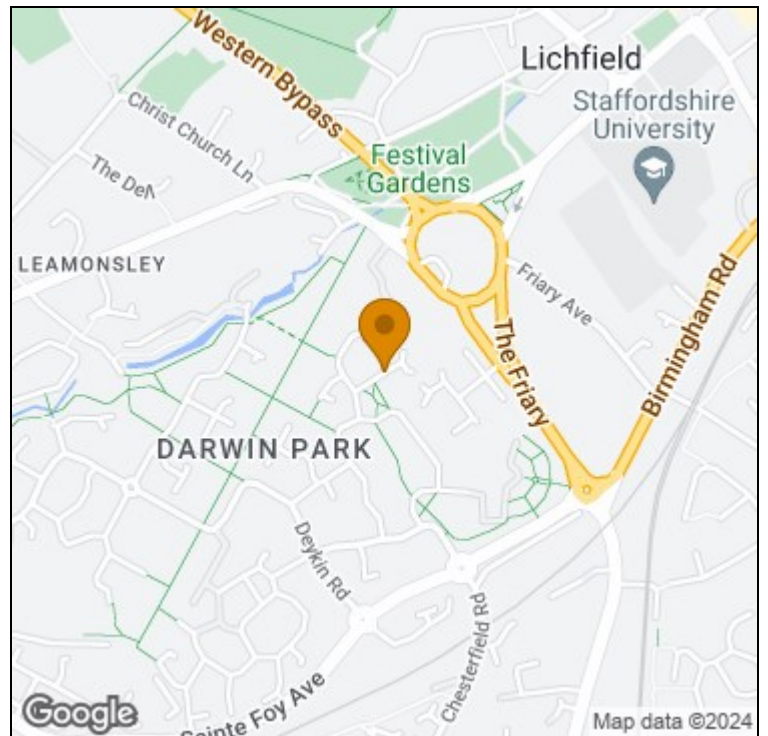 Western Bypass
Lichfield
Staffordshire
University
Christ Church Ln
Festival
Gardens
The De
LEAMONSLEY
Friary Ave
Birmingham Rd
The Friary
DARWIN PARK
Deykin Rd
Chesterfield Rd
Sainte Foy Ave
Google
Map data ©2024